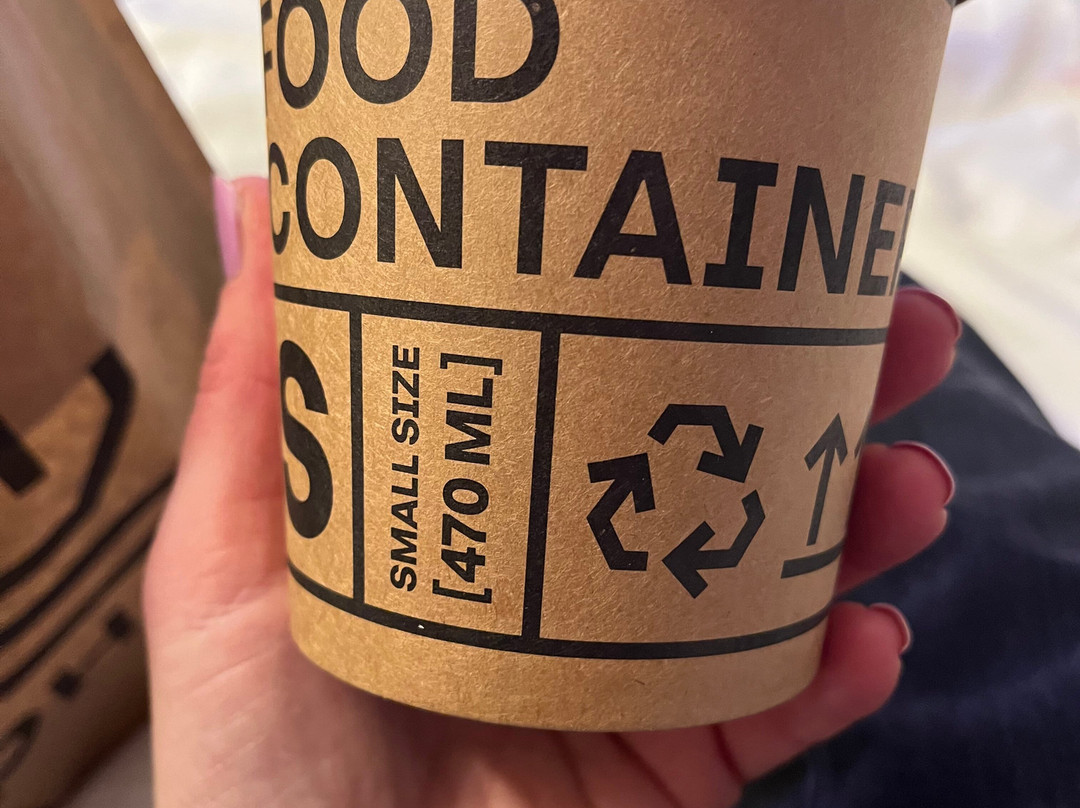 FOOD
CONTAINER
S
SMALL SIZE
[470 ML]